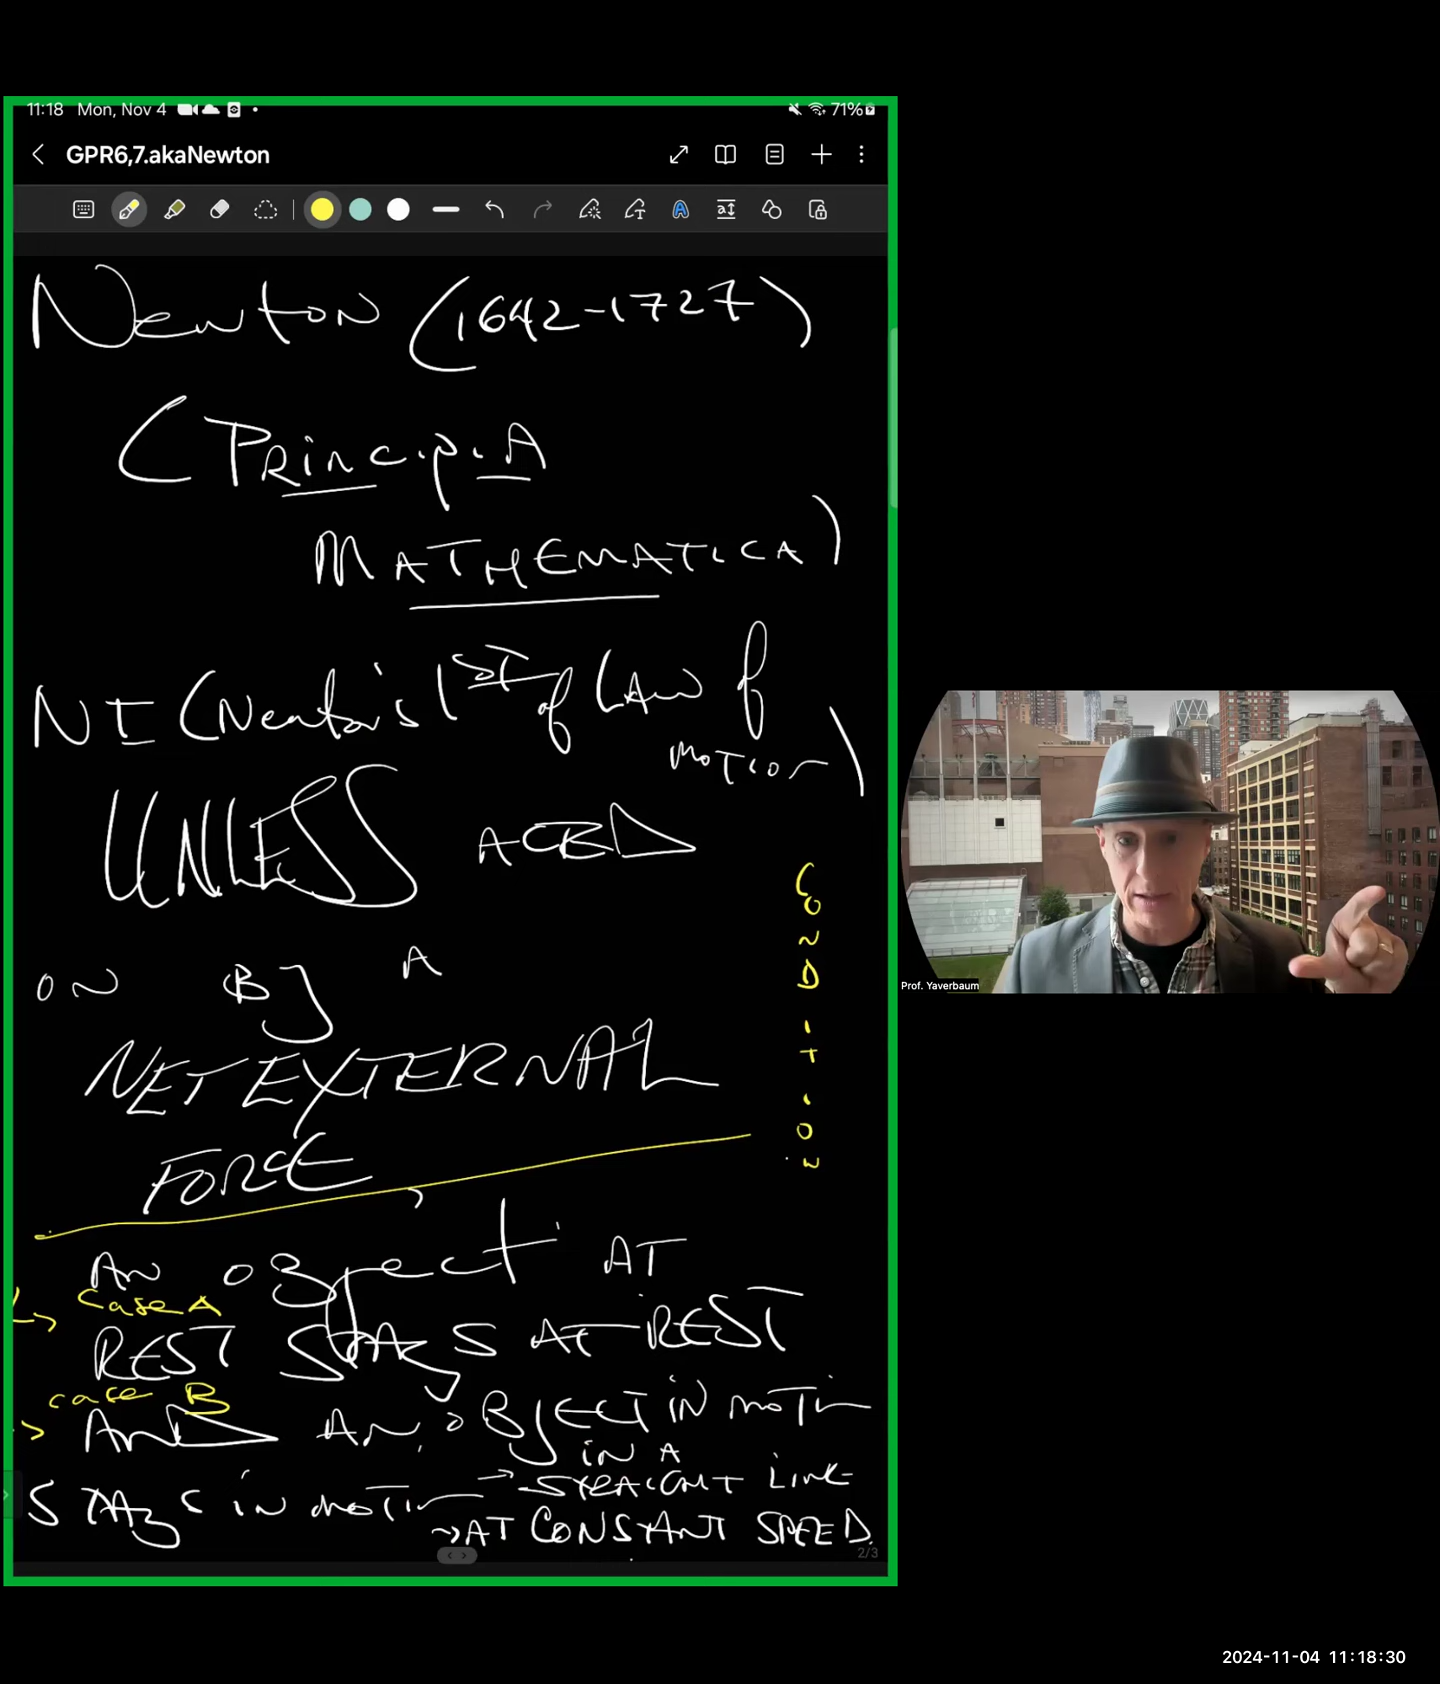 11:18 Mon, Nov 4 71%
GPR6,7.akaNewton
Newton (1642-1727)
(PrincipiA
MATHEMATICA)
NI (Newton's 1ST of LAW of
MOTION)
UNLESS ACTED
ON BY A
NET EXTERNAL
FORCE,
CONDITION
AN OBJECT AT
case A
REST STAYS AT REST
case B
AND AN OBJECT IN MOTION
STAYS IN MOTION → IN A STRAIGHT LINE
→ AT CONSTANT SPEED.
2/3
Prof. Yaverbaum
2024-11-04 11:18:30